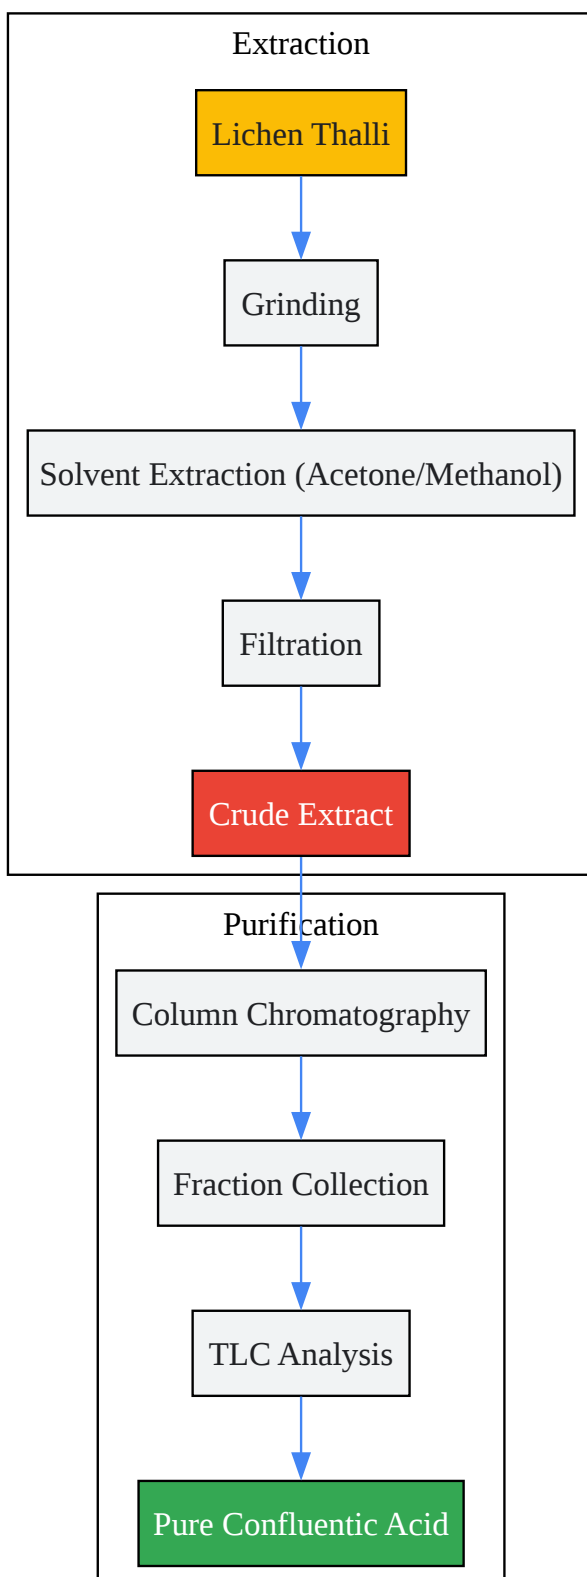 Extraction
Lichen Thalli
Grinding
Solvent Extraction (Acetone/Methanol)
Filtration
Crude Extract
Purification
Column Chromatography
Fraction Collection
TLC Analysis
Pure Confluentic Acid